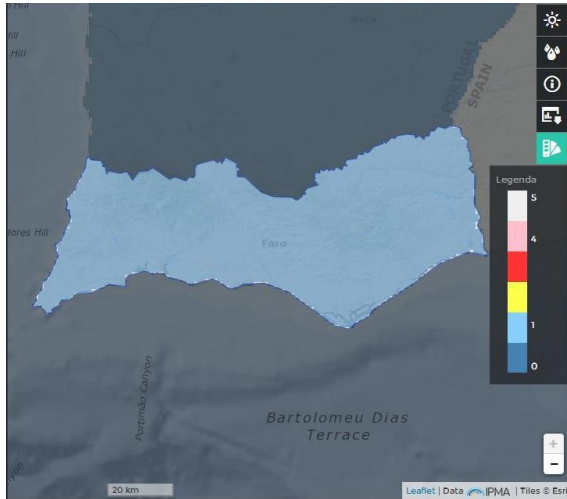 Hill
Hill
Beja
PORTUGAL
SPAIN
Legenda
5
4
1
0
lores Hill
Faro
Portimão Canyon
Bartolomeu Dias
Terrace
+
−
20 km
Leaflet | Data IPMA | Tiles © Esri